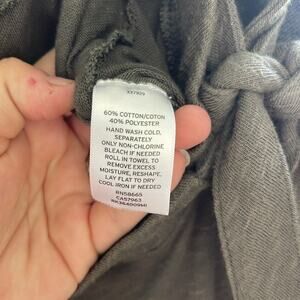 60% COTTON/COTON
40% POLYESTER
HAND WASH COLD,
SEPARATELY
ONLY NON-CHLORINE
BLEACH IF NEEDED
ROLL IN TOWEL TO
REMOVE EXCESS
MOISTURE, RESHAPE,
LAY FLAT TO DRY
COOL IRON IF NEEDED
RN58665
CA57963